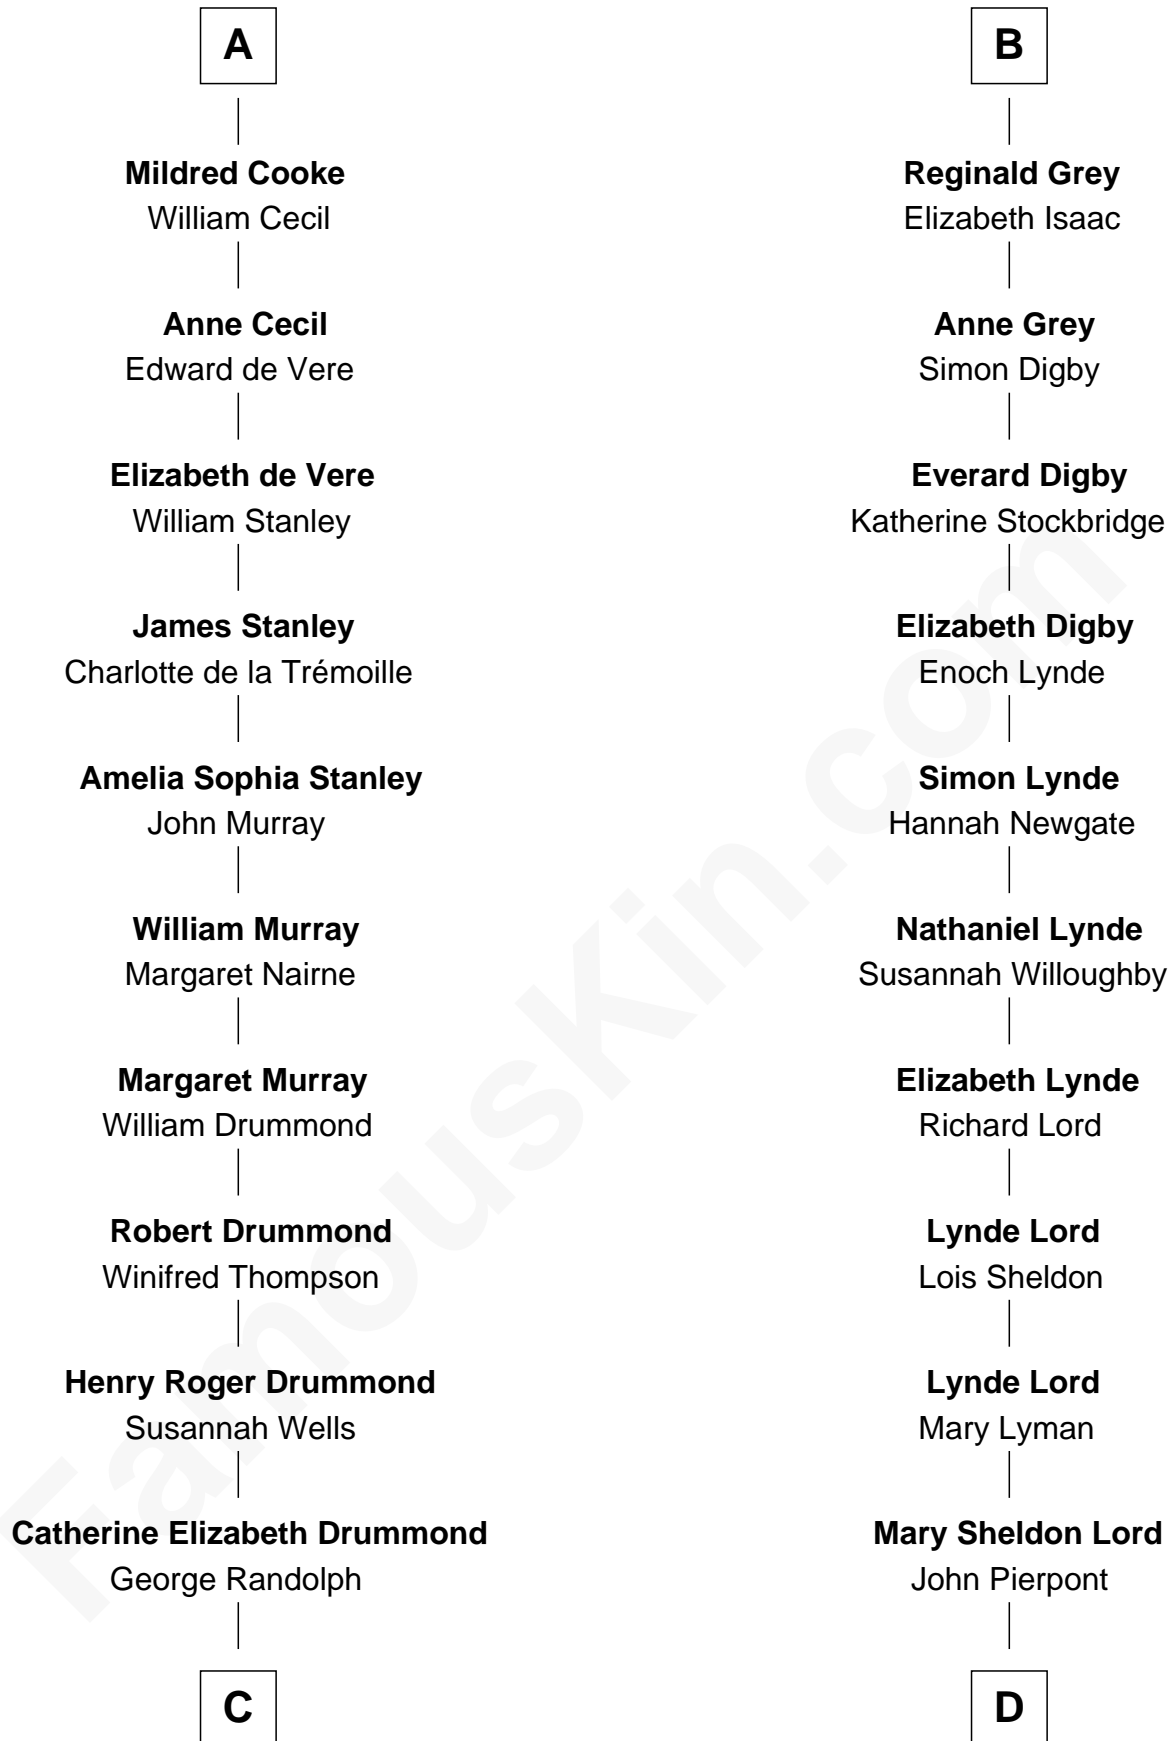 A
Mildred Cooke
William Cecil
Anne Cecil
Edward de Vere
Elizabeth de Vere
William Stanley
James Stanley
Charlotte de la Trémoille
Amelia Sophia Stanley
John Murray
William Murray
Margaret Nairne
Margaret Murray
William Drummond
Robert Drummond
Winifred Thompson
Henry Roger Drummond
Susannah Wells
Catherine Elizabeth Drummond
George Randolph
C
B
Reginald Grey
Elizabeth Isaac
Anne Grey
Simon Digby
Everard Digby
Katherine Stockbridge
Elizabeth Digby
Enoch Lynde
Simon Lynde
Hannah Newgate
Nathaniel Lynde
Susannah Willoughby
Elizabeth Lynde
Richard Lord
Lynde Lord
Lois Sheldon
Lynde Lord
Mary Lyman
Mary Sheldon Lord
John Pierpont
D
FamousKin.com